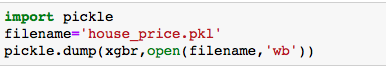 import pickle
filename='house_price.pkl'
pickle.dump(xgbr,open(filename,'wb'))